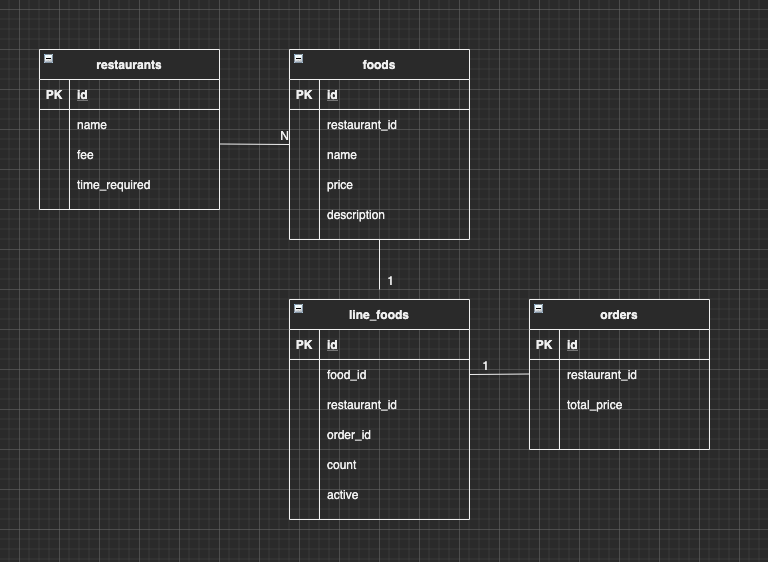 restaurants
PK id
name
fee
time_required
N
foods
PK id
restaurant_id
name
price
description
1
line_foods
PK id
food_id
restaurant_id
order_id
count
active
1
orders
PK id
restaurant_id
total_price